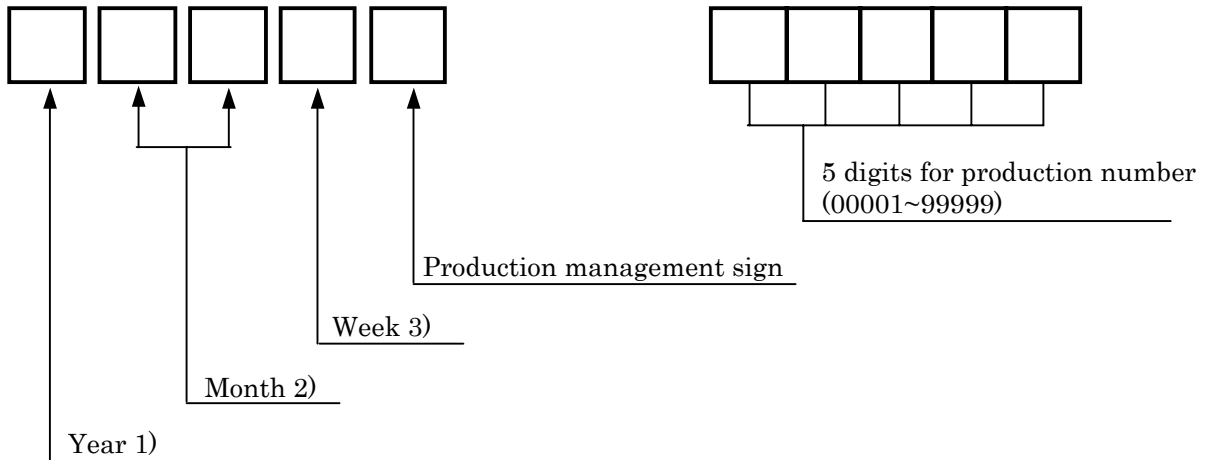 5 digits for production number
(00001~99999)
Production management sign
Week 3)
Month 2)
Year 1)